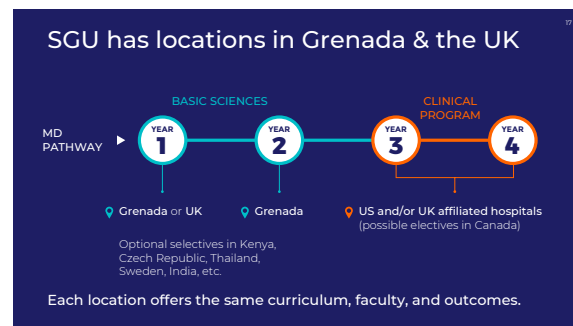 17
SGU has locations in Grenada & the UK
BASIC SCIENCES
CLINICAL
PROGRAM
MD
PATHWAY
YEAR
1
YEAR
2
YEAR
3
YEAR
4
Grenada or UK
Grenada
US and/or UK affiliated hospitals
(possible electives in Canada)
Optional selectives in Kenya,
Czech Republic, Thailand,
Sweden, India, etc.
Each location offers the same curriculum, faculty, and outcomes.